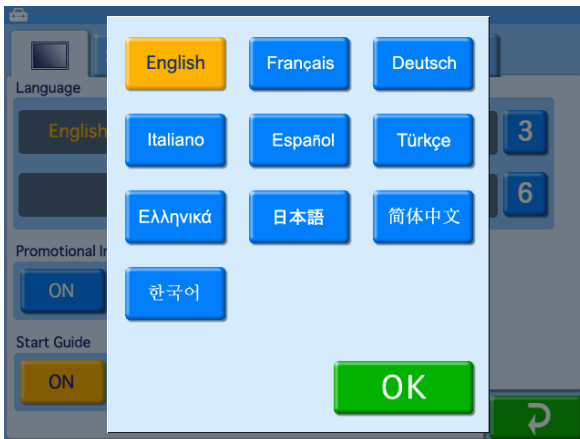 Language
English
3
6
Promotional
ON
Start Guide
ON
English
Français
Deutsch
Italiano
Español
Türkçe
Ελληνικά
日本語
简体中文
한국어
OK